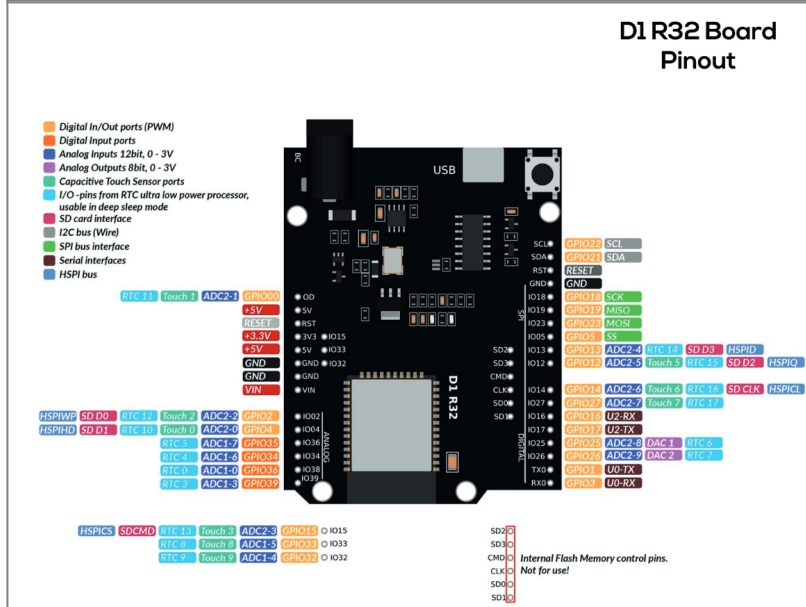 D1 R32 Board
Pinout
Digital In/Out ports (PWM)
Digital Input ports
Analog Inputs 12bit, 0 - 3V
Analog Outputs 8bit, 0 - 3V
Capacitive Touch Sensor ports
I/O -pins from RTC ultra low power processor,
usable in deep sleep mode
SD card interface
I2C bus (Wire)
SPI bus interface
Serial interfaces
HSPI bus
BC
USB
SCL GPIO22 SCL
SDA GPIO21 SDA
RST RESET
GND GND
RTC 11 Touch 1 ADC2-1 GPIO00 OD
+5V 5V
RESET RST
+3.3V 3V3 IO15
+5V 5V IO33
GND GND IO32
GND GND
VIN VIN
SPI
IO18 GPIO18 SCK
IO19 GPIO19 MISO
IO23 GPIO23 MOSI
IO05 GPIO5 SS
IO13 GPIO13 ADC2-4 RTC 14 SD D3 HSPID
IO12 GPIO12 ADC2-5 Touch 5 RTC 15 SD D2 HSPIQ
SD2
SD3
CMD
CLK
SD0
SD1
D1 R32
IO14 GPIO14 ADC2-6 Touch 6 RTC 16 SD CLK HSPICL
IO27 GPIO27 ADC2-7 Touch 7 RTC 17
HSPIWP SD D0 RTC 12 Touch 2 ADC2-2 GPIO2 IO02
HSPIHD SD D1 RTC 10 Touch 0 ADC2-0 GPIO4 IO04
RTC 5 ADC1-7 GPIO35 IO36
RTC 4 ADC1-6 GPIO34 IO34
RTC 0 ADC1-0 GPIO36 IO38
RTC 3 ADC1-3 GPIO39 IO39
ANALOG
DIGITAL
IO16 GPIO16 U2-RX
IO17 GPIO17 U2-TX
IO25 GPIO25 ADC2-8 DAC 1 RTC 6
IO26 GPIO26 ADC2-9 DAC 2 RTC 7
TX0 GPIO1 U0-TX
RX0 GPIO3 U0-RX
HSPICS SDCMD RTC 13 Touch 3 ADC2-3 GPIO15 IO15
RTC 8 Touch 8 ADC1-5 GPIO33 IO33
RTC 9 Touch 9 ADC1-4 GPIO32 IO32
SD2
SD3
CMD
CLK
SD0
SD1
Internal Flash Memory control pins.
Not for use!